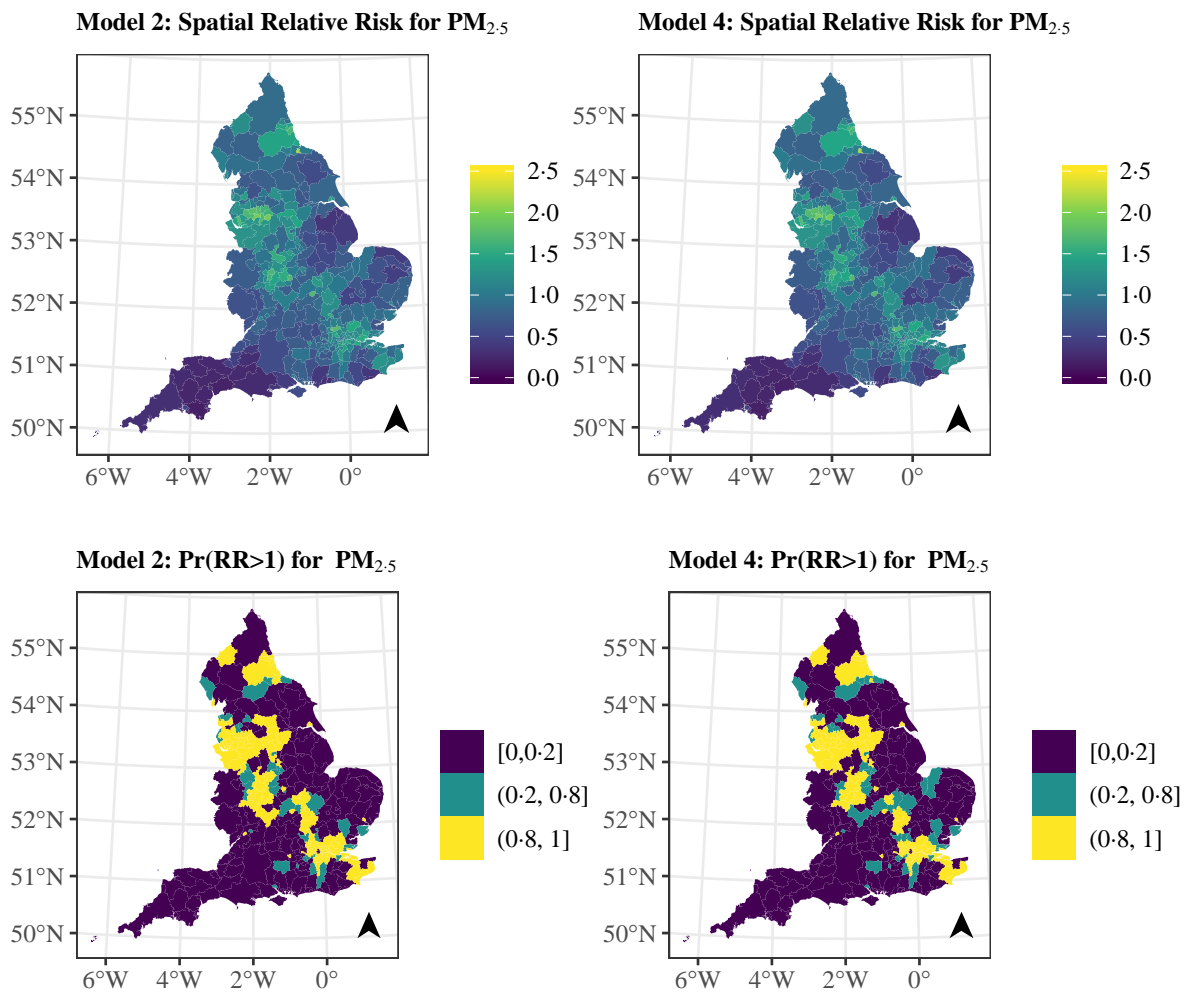 Model 2: Spatial Relative Risk for PM2·5
Model 4: Spatial Relative Risk for PM2·5
55°N
54°N
53°N
52°N
51°N
50°N
6°W 4°W 2°W 0°
2·5
2·0
1·5
1·0
0·5
0·0
55°N
54°N
53°N
52°N
51°N
50°N
6°W 4°W 2°W 0°
2·5
2·0
1·5
1·0
0·5
0·0
Model 2: Pr(RR>1) for PM2·5
Model 4: Pr(RR>1) for PM2·5
55°N
54°N
53°N
52°N
51°N
50°N
6°W 4°W 2°W 0°
[0,0·2]
(0·2, 0·8]
(0·8, 1]
55°N
54°N
53°N
52°N
51°N
50°N
6°W 4°W 2°W 0°
[0,0·2]
(0·2, 0·8]
(0·8, 1]